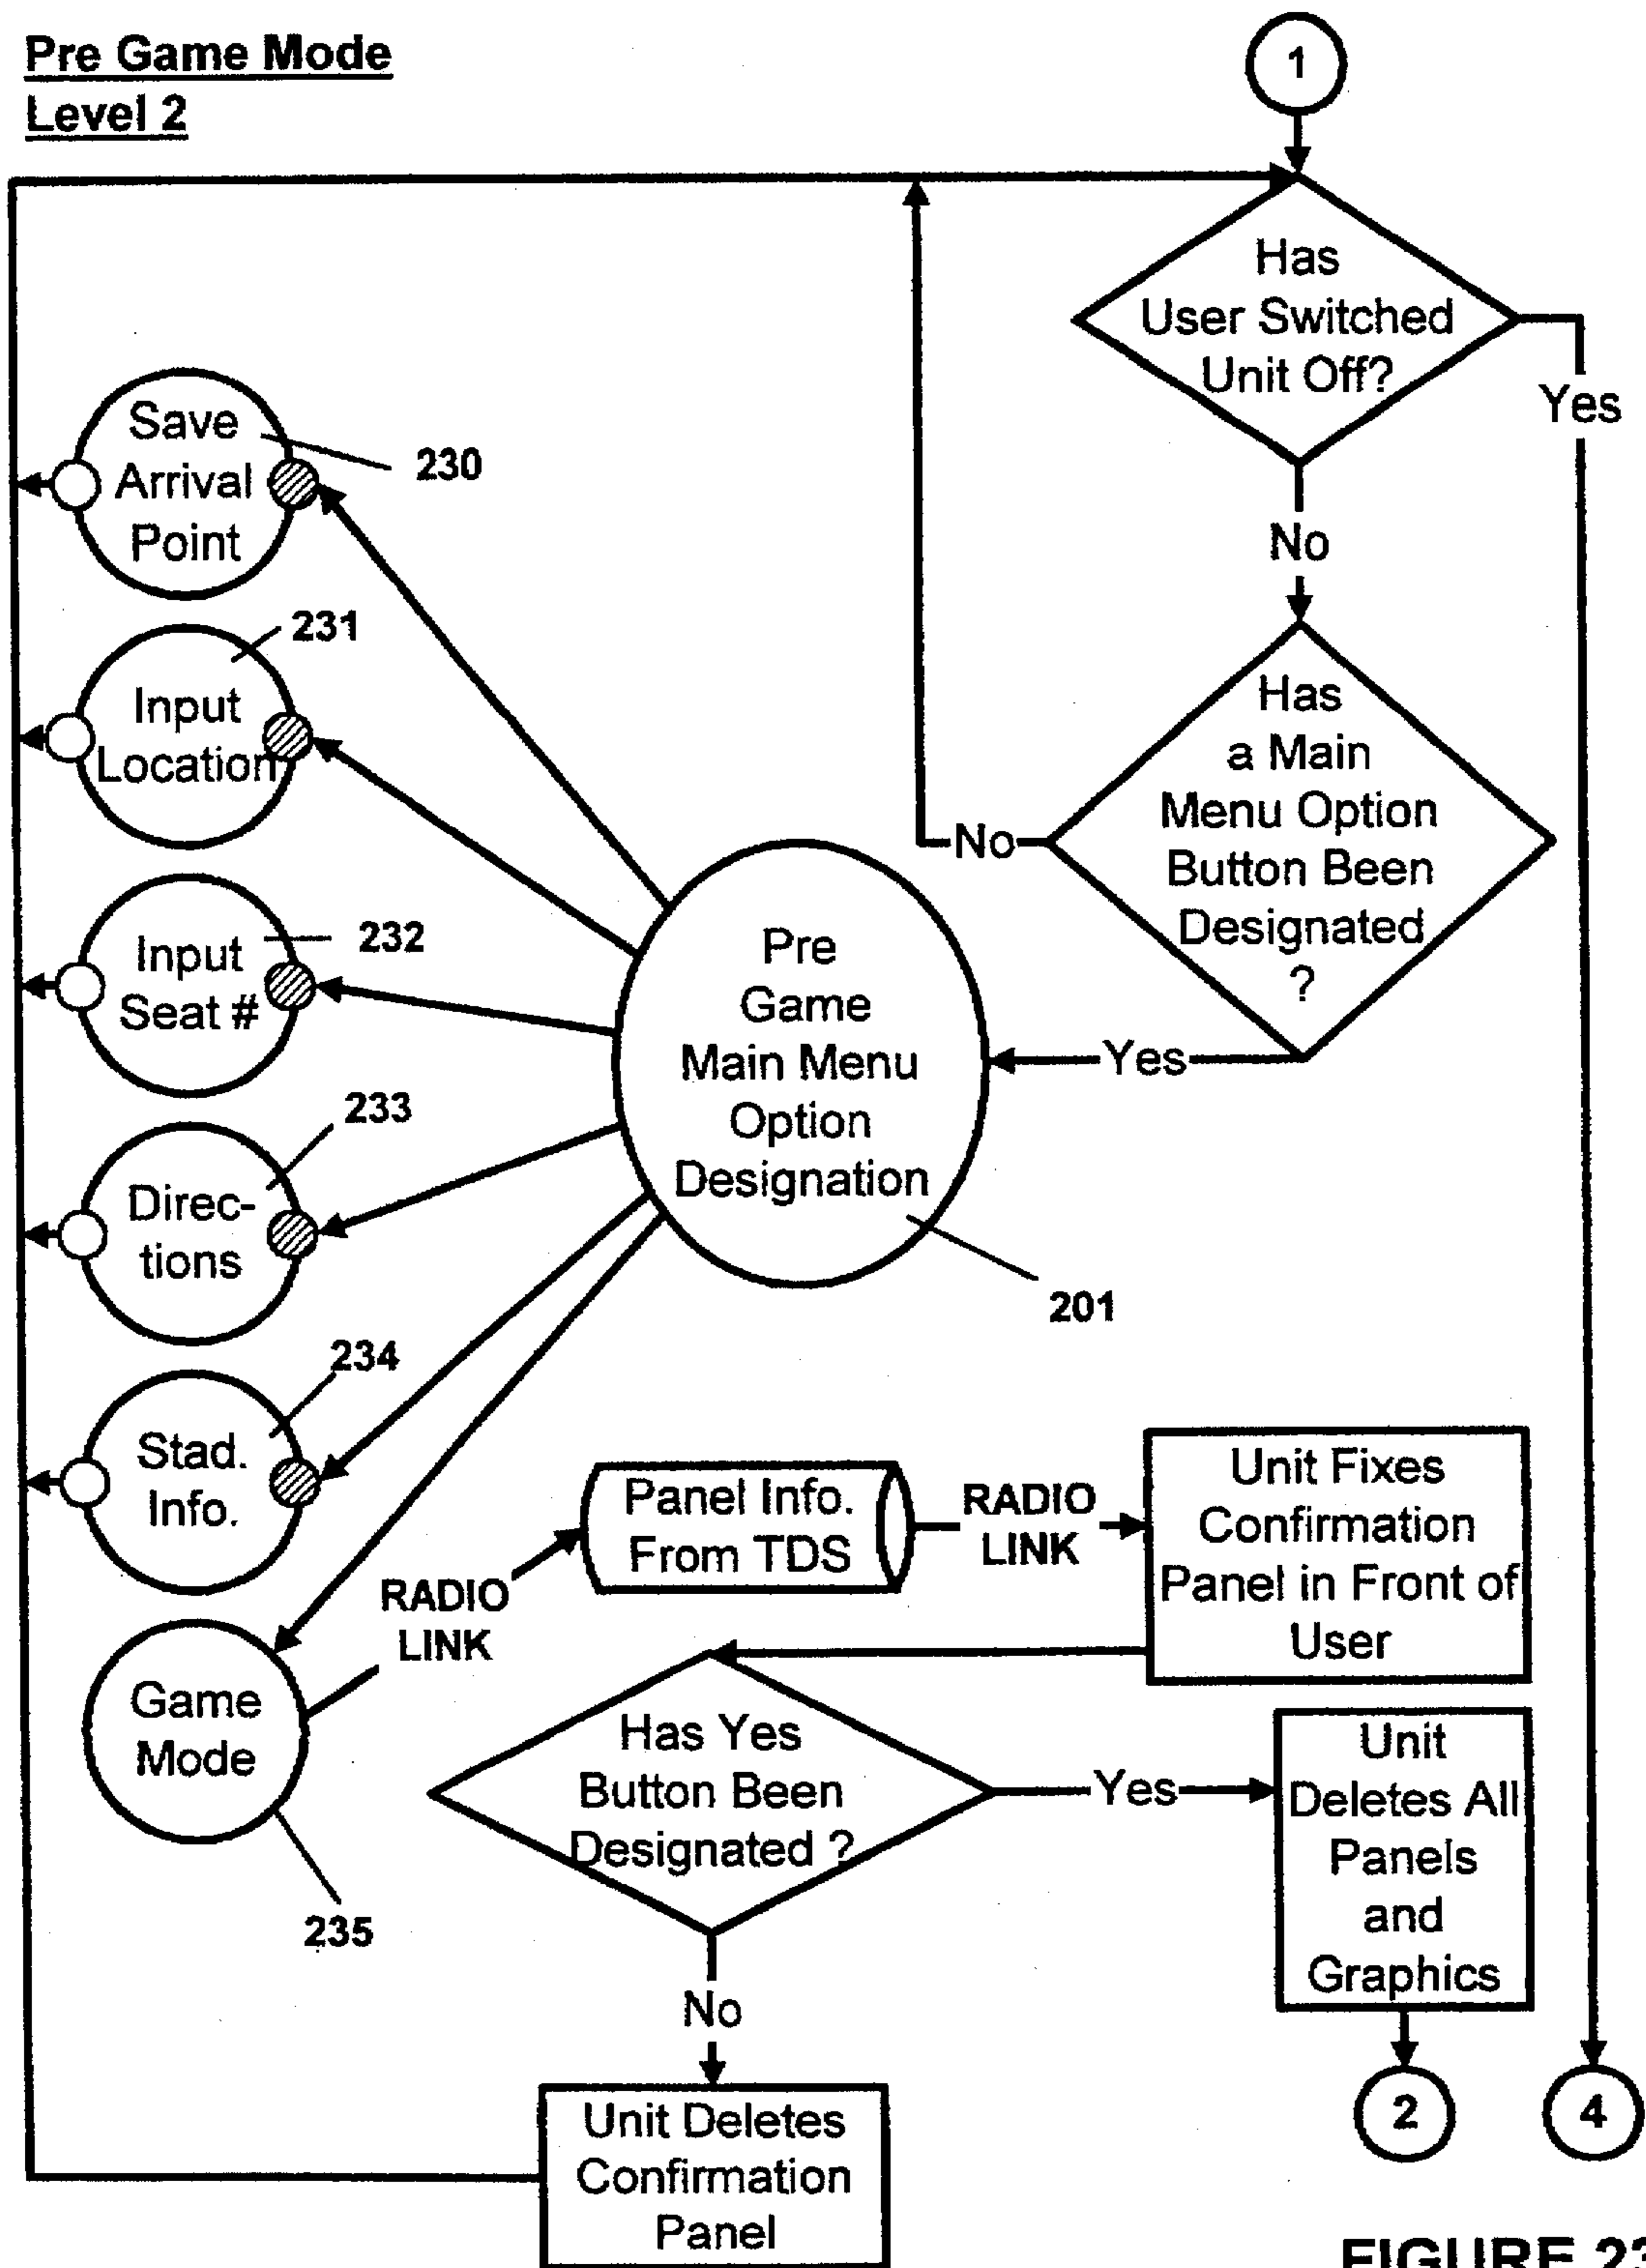 Pre Game Mode
Level 2
1
Has
User Switched
Unit Off?
Yes
No
Has
a Main
Menu Option
Button Been
Designated
?
No
Yes
Save
Arrival
Point
230
231
Input
Location
Input
Seat #
232
233
Direc-
tions
234
Stad.
Info.
Pre
Game
Main Menu
Option
Designation
201
Game
Mode
235
RADIO
LINK
Panel Info.
From TDS
RADIO
LINK
Unit Fixes
Confirmation
Panel in Front of
User
Has Yes
Button Been
Designated ?
Yes
Unit
Deletes All
Panels
and
Graphics
No
Unit Deletes
Confirmation
Panel
2
4
FIGURE 23